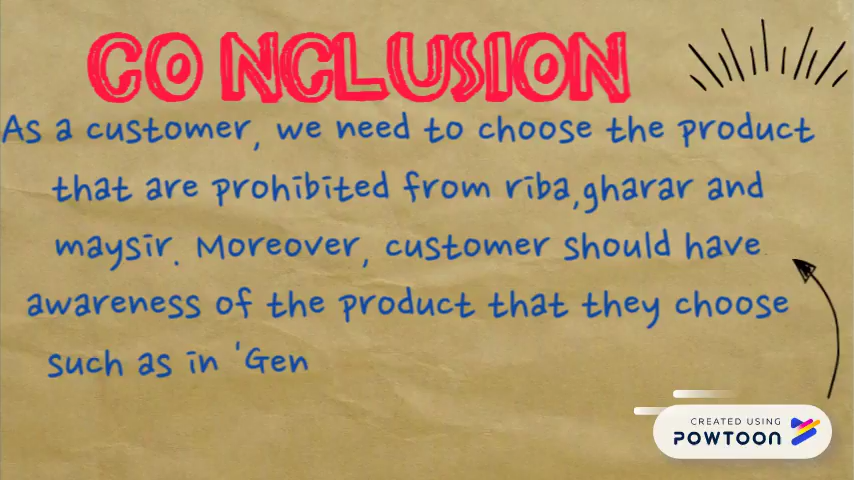 CONCLUSION
As a customer, we need to choose the product
that are prohibited from riba,gharar and
maysir. Moreover, customer should have
awareness of the product that they choose
such as in 'Gen
CREATED USING
POWTOON